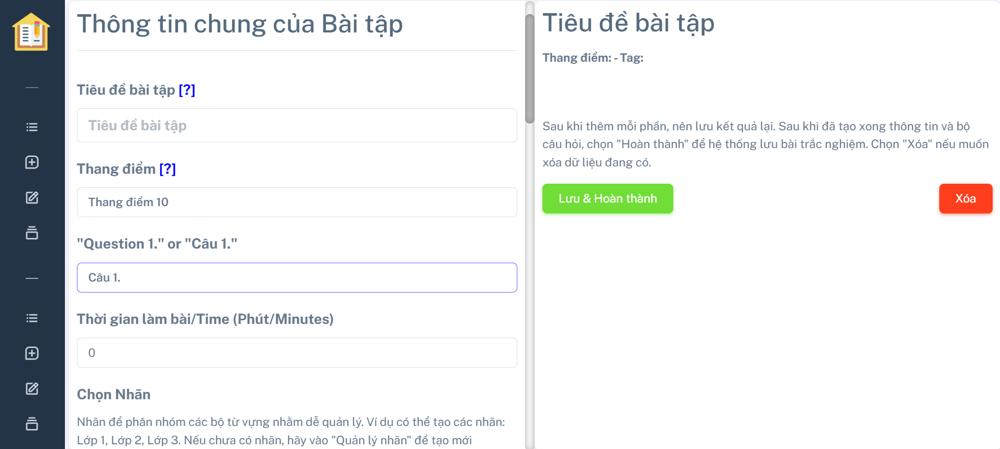 Thông tin chung của Bài tập
Tiêu đề bài tập [?]
Tiêu đề bài tập
Thang điểm [?]
Thang điểm 10
"Question 1." or "Câu 1."
Câu 1.
Thời gian làm bài/Time (Phút/Minutes)
0
Chọn Nhãn
Nhãn để phân nhóm các bộ từ vựng nhằm dễ quản lý. Ví dụ có thể tạo các nhãn:
Lớp 1, Lớp 2, Lớp 3. Nếu chưa có nhãn, hãy vào "Quản lý nhãn" để tạo mới
Tiêu đề bài tập
Thang điểm: - Tag:
Sau khi thêm mỗi phần, nên lưu kết quả lại. Sau khi đã tạo xong thông tin và bộ
câu hỏi, chọn "Hoàn thành" để hệ thống lưu bài trắc nghiệm. Chọn "Xóa" nếu muốn
xóa dữ liệu đang có.
Lưu & Hoàn thành
Xóa